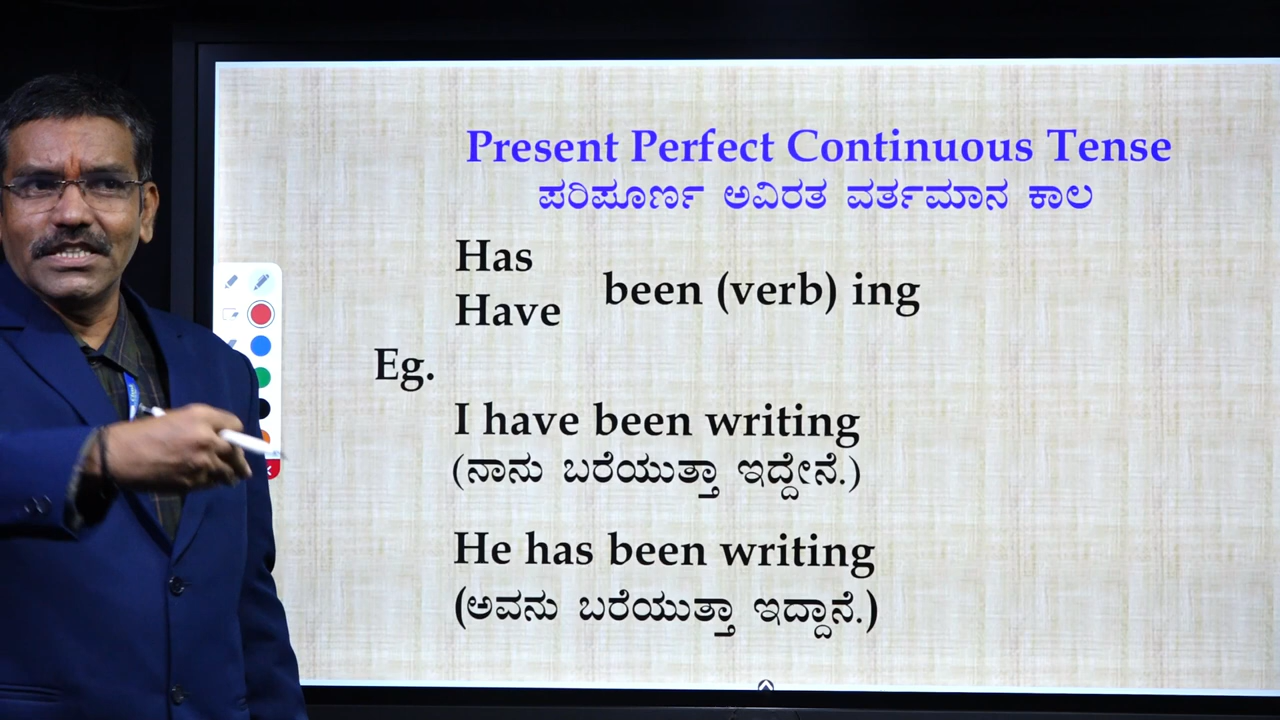 Present Perfect Continuous Tense
ಪರಿಪೂರ್ಣ ಅವಿರತ ವರ್ತಮಾನ ಕಾಲ
Has
Have
been (verb) ing
Eg.
I have been writing
(ನಾನು ಬರೆಯುತ್ತಾ ಇದ್ದೇನೆ.)
He has been writing
(ಅವನು ಬರೆಯುತ್ತಾ ಇದ್ದಾನೆ.)